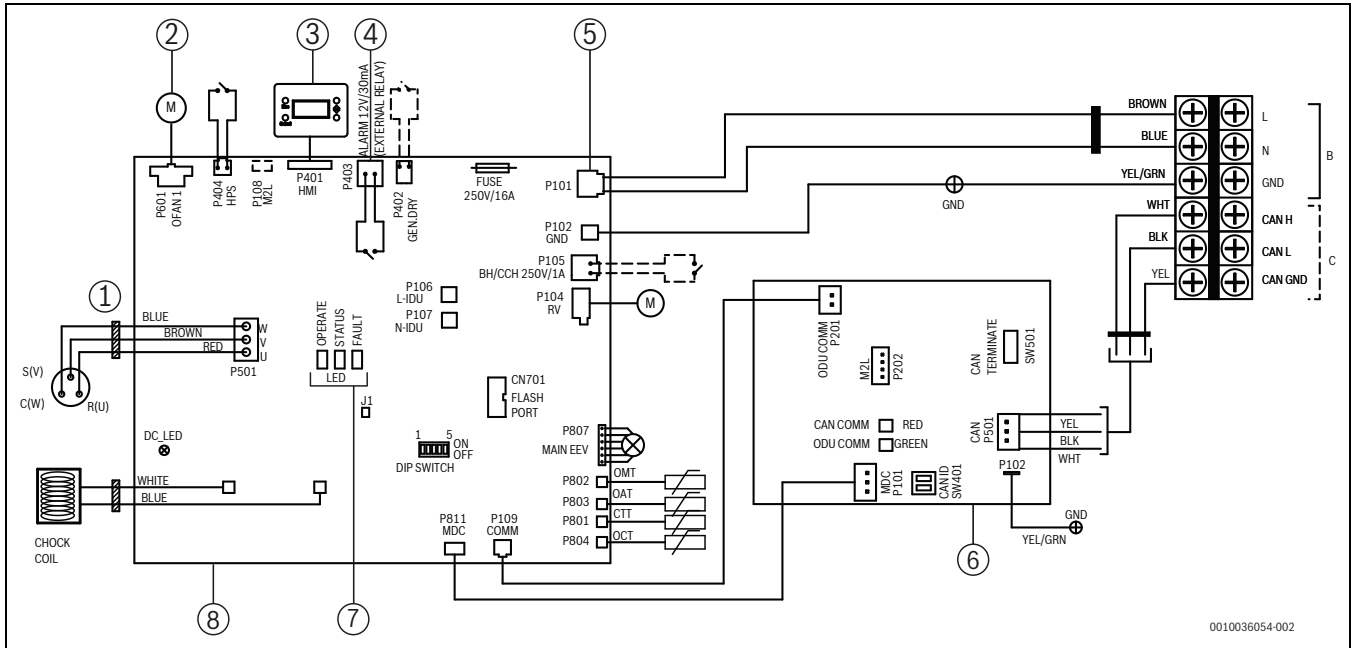 2
3
4
5
M
ALARM 12V/30mA
(EXTERNAL RELAY)
P601
OFAN 1
P404
HPS
P108
M2L
P401
HMI
P403
P402
GEN.DRY
FUSE
250V/16A
P101
BROWN
L
BLUE
N
B
YEL/GRN
GND
GND
WHT
CAN H
BLK
CAN L
C
YEL
CAN GND
P102
GND
P105
BH/CCH 250V/1A
P106
L-IDU
P104
RV
M
P107
N-IDU
1
BLUE
BROWN
RED
W
V
U
P501
S(V)
C(W)
R(U)
OPERATE
STATUS
FAULT
LED
J1
CN701
FLASH
PORT
DC_LED
1 5
ON
OFF
DIP SWITCH
P807
MAIN EEV
OMT
P802
OAT
P803
CTT
P801
OCT
P804
WHITE
BLUE
CHOCK
COIL
P811
MDC
P109
COMM
ODU COMM
P201
M2L
P202
CAN
TERMINATE
SW501
CAN COMM
RED
ODU COMM
GREEN
CAN
P501
YEL
BLK
WHT
MDC
P101
CAN ID
SW401
P102
GND
YEL/GRN
6
8
7
0010036054-002